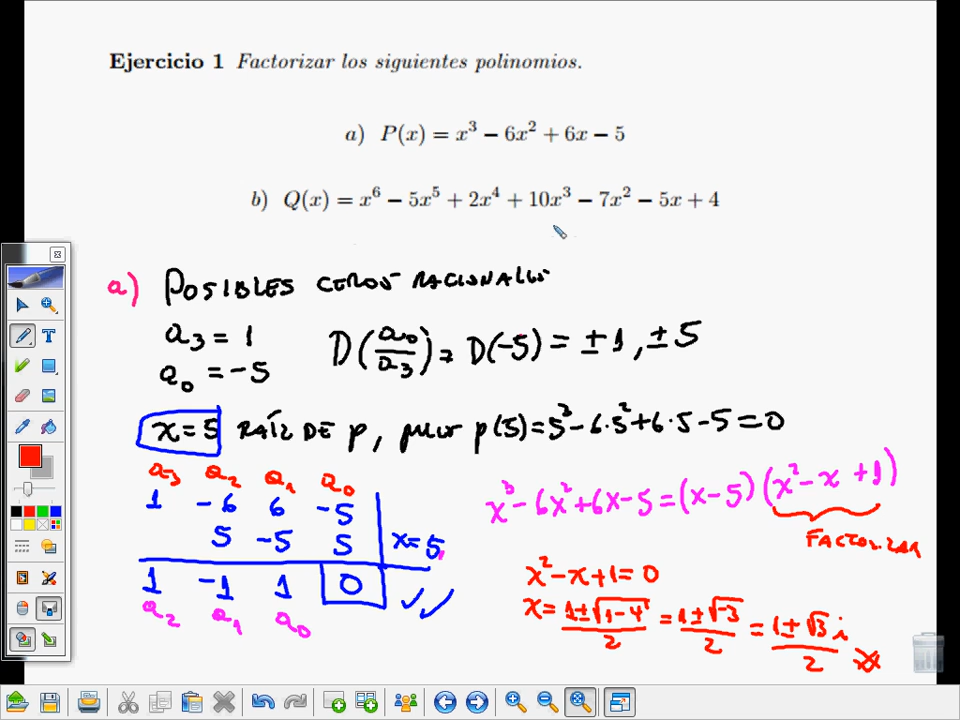 Ejercicio 1 Factorizar los siguientes polinomios.
a) P(x) = x³ − 6x² + 6x − 5
b) Q(x) = x⁶ − 5x⁵ + 2x⁴ + 10x³ − 7x² − 5x + 4
a) POSIBLES CEROS RACIONALES
a₃ = 1
a₀ = −5
D(a₀/a₃) = D(−5) = ±1, ±5
x = 5 RAÍZ DE P, pues p(5) = 5³ − 6·5² + 6·5 − 5 = 0
a₃ a₂ a₁ a₀
1 −6 6 −5
5 −5 5 x = 5
1 −1 1 0
a₂ a₁ a₀
x³ − 6x² + 6x − 5 = (x − 5)(x² − x + 1)
FACTORIZAR
x² − x + 1 = 0
x = (1 ± √(1 − 4))/2 = (1 ± √−3)/2 = (1 ± √3 i)/2
T